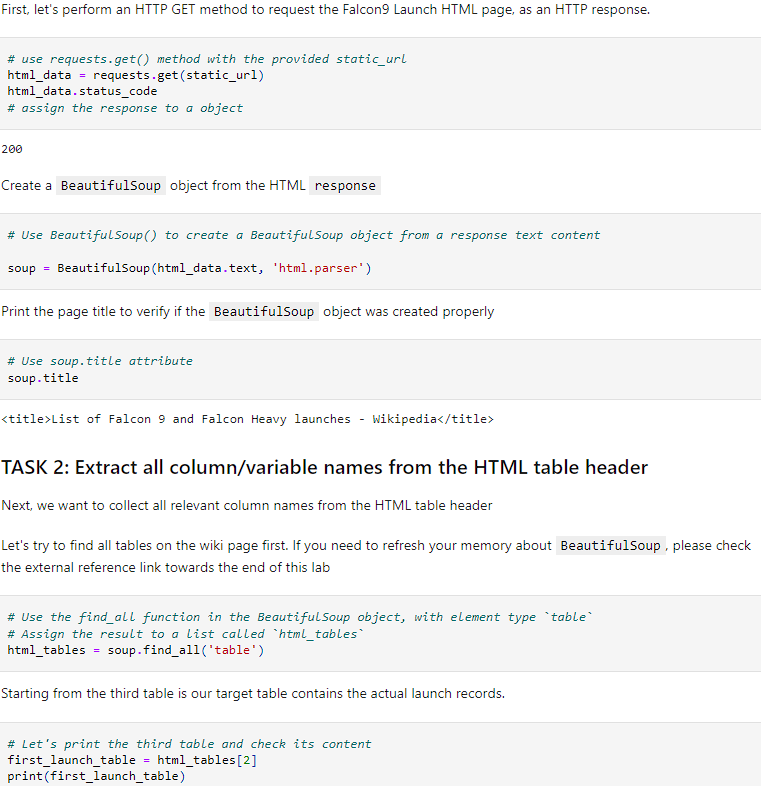 First, let's perform an HTTP GET method to request the Falcon9 Launch HTML page, as an HTTP response.
# use requests.get() method with the provided static_url
html_data = requests.get(static_url)
html_data.status_code
# assign the response to a object
200
Create a BeautifulSoup object from the HTML response
# Use BeautifulSoup() to create a BeautifulSoup object from a response text content
soup = BeautifulSoup(html_data.text, 'html.parser')
Print the page title to verify if the BeautifulSoup object was created properly
# Use soup.title attribute
soup.title
<title>List of Falcon 9 and Falcon Heavy launches - Wikipedia</title>
TASK 2: Extract all column/variable names from the HTML table header
Next, we want to collect all relevant column names from the HTML table header
Let's try to find all tables on the wiki page first. If you need to refresh your memory about BeautifulSoup, please check
the external reference link towards the end of this lab
# Use the find_all function in the BeautifulSoup object, with element type `table`
# Assign the result to a list called `html_tables`
html_tables = soup.find_all('table')
Starting from the third table is our target table contains the actual launch records.
# Let's print the third table and check its content
first_launch_table = html_tables[2]
print(first_launch_table)